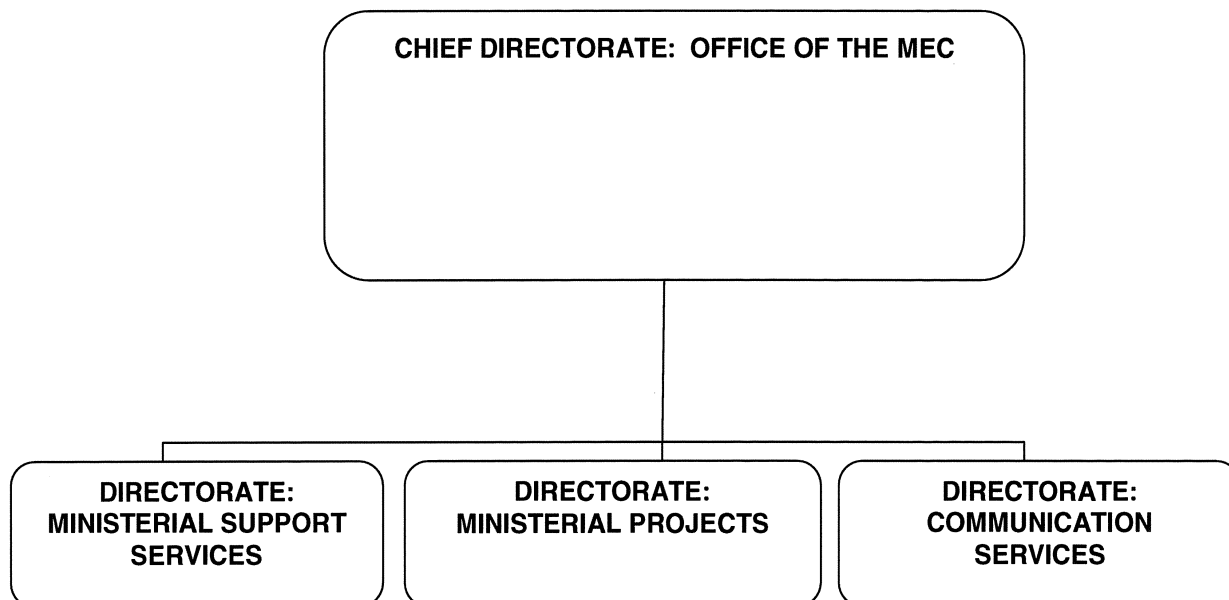 CHIEF DIRECTORATE: OFFICE OF THE MEC
DIRECTORATE:
MINISTERIAL SUPPORT
SERVICES
DIRECTORATE:
MINISTERIAL PROJECTS
DIRECTORATE:
COMMUNICATION
SERVICES